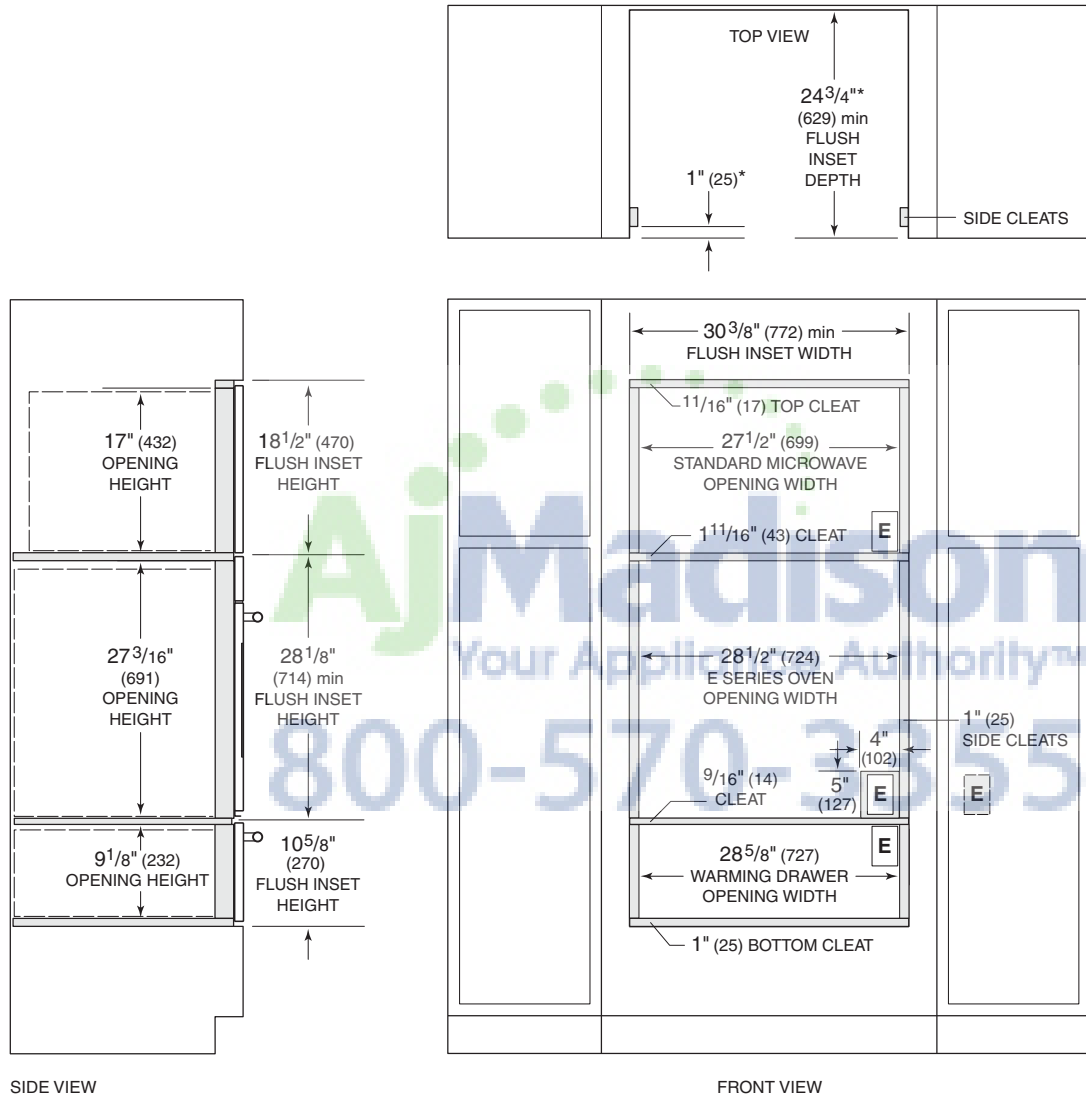 TOP VIEW
24 3/4"*
(629) min
FLUSH
INSET
DEPTH
1" (25)*
SIDE CLEATS
30 3/8" (772) min
FLUSH INSET WIDTH
11/16" (17) TOP CLEAT
17" (432)
OPENING
HEIGHT
18 1/2" (470)
FLUSH INSET
HEIGHT
27 1/2" (699)
STANDARD MICROWAVE
OPENING WIDTH
E
1 11/16" (43) CLEAT
AjMadison
Your Appliance Authority™
800-570-3355
27 3/16"
(691)
OPENING
HEIGHT
28 1/8"
(714) min
FLUSH INSET
HEIGHT
28 1/2" (724)
E SERIES OVEN
OPENING WIDTH
1" (25)
SIDE CLEATS
4"
(102)
9/16" (14)
CLEAT
5"
(127)
E
E
9 1/8" (232)
OPENING HEIGHT
10 5/8"
(270)
FLUSH INSET
HEIGHT
E
28 5/8" (727)
WARMING DRAWER
OPENING WIDTH
1" (25) BOTTOM CLEAT
SIDE VIEW
FRONT VIEW